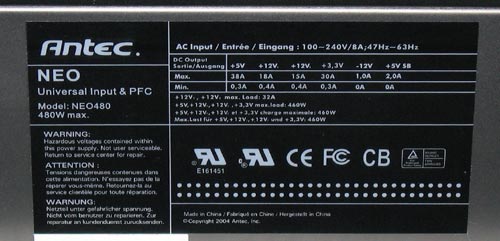 Antec.
NEO
Universal Input & PFC
Model: NEO480
480W max.
WARNING:
Hazardous voltages contained within
this power supply. Not user serviceable.
Return to service center for repair.
ATTENTION :
Tensions dangereuses contenues dans
cette alimentation. N'essayez pas de la
réparer vous-même. Retournez-la au
service clientèle pour toute réparation.
WARNUNG:
Netzteil unter gefährlicher spannung.
Nicht vom benutzer zu reparieren. Zur
reparatur an kundendienst zurucksenden.
AC Input / Entrée / Eingang : 100-240V/8A;47Hz-63Hz
DC Output
Sortie/Ausgang +5V +12V₁ +12V₂ +3,3V -12V +5V SB
Max. 38A 18A 15A 30A 1,0A 2,0A
Min. 0,3A 0,4A 0,4A 0,3A 0A 0A
+12V₁, +12V₂ max. Load: 32A
+5V,+12V₁,+12V₂ ,+3,3V max.load: 460W
+5V,+12V₁,+12V₂ et +3,3V charge maximale: 460W
Max.Last für +5V,+12V₁,+12V₂ und +3,3V: 460W
E161451
CE FC CB
Made in China / Fabriqué en Chine / Hergestellt in China
©Copyright 2004 Antec, Inc.